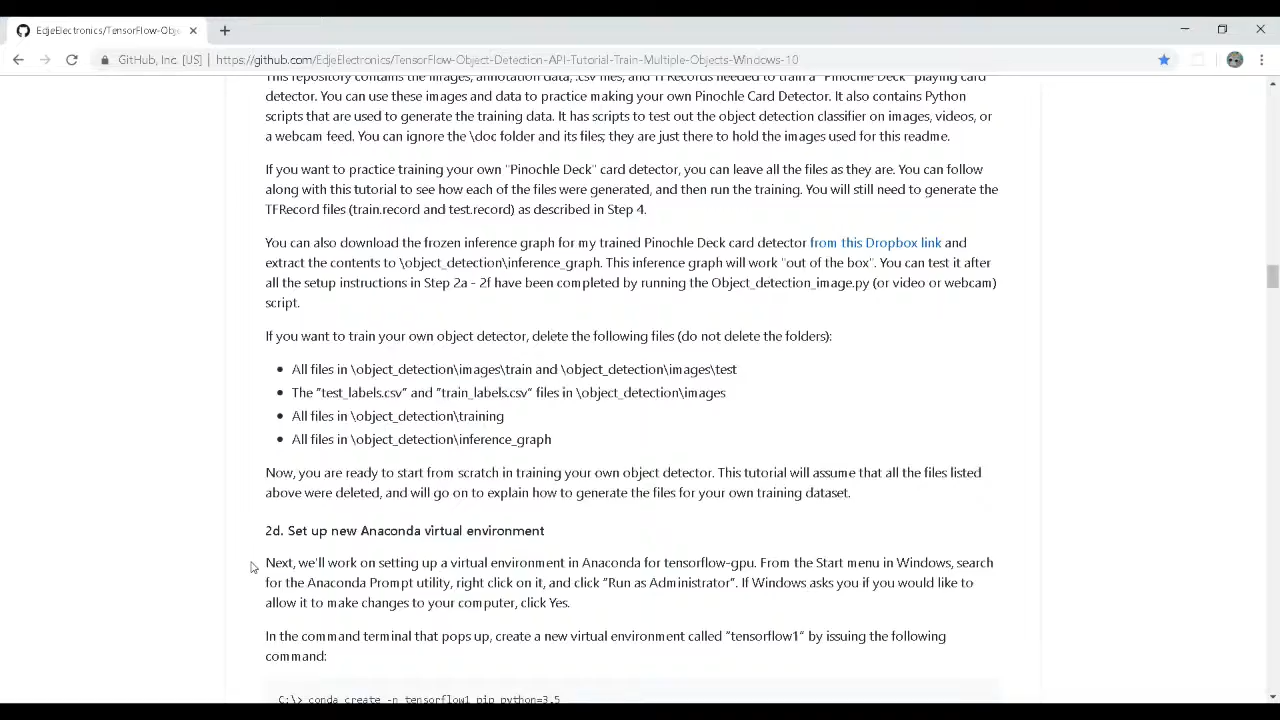 EdjeElectronics/TensorFlow-Obj
GitHub, Inc. [US] | https://github.com/EdjeElectronics/TensorFlow-Object-Detection-API-Tutorial-Train-Multiple-Objects-Windows-10
This repository contains the images, annotation data, .csv files, and TFRecords needed to train a "Pinochle Deck" playing card
detector. You can use these images and data to practice making your own Pinochle Card Detector. It also contains Python
scripts that are used to generate the training data. It has scripts to test out the object detection classifier on images, videos, or
a webcam feed. You can ignore the \doc folder and its files; they are just there to hold the images used for this readme.
If you want to practice training your own "Pinochle Deck" card detector, you can leave all the files as they are. You can follow
along with this tutorial to see how each of the files were generated, and then run the training. You will still need to generate the
TFRecord files (train.record and test.record) as described in Step 4.
You can also download the frozen inference graph for my trained Pinochle Deck card detector from this Dropbox link and
extract the contents to \object_detection\inference_graph. This inference graph will work "out of the box". You can test it after
all the setup instructions in Step 2a - 2f have been completed by running the Object_detection_image.py (or video or webcam)
script.
If you want to train your own object detector, delete the following files (do not delete the folders):
• All files in \object_detection\images\train and \object_detection\images\test
• The "test_labels.csv" and "train_labels.csv" files in \object_detection\images
• All files in \object_detection\training
• All files in \object_detection\inference_graph
Now, you are ready to start from scratch in training your own object detector. This tutorial will assume that all the files listed
above were deleted, and will go on to explain how to generate the files for your own training dataset.
2d. Set up new Anaconda virtual environment
Next, we'll work on setting up a virtual environment in Anaconda for tensorflow-gpu. From the Start menu in Windows, search
for the Anaconda Prompt utility, right click on it, and click "Run as Administrator". If Windows asks you if you would like to
allow it to make changes to your computer, click Yes.
In the command terminal that pops up, create a new virtual environment called "tensorflow1" by issuing the following
command:
C:\> conda create -n tensorflow1 pip python=3.5